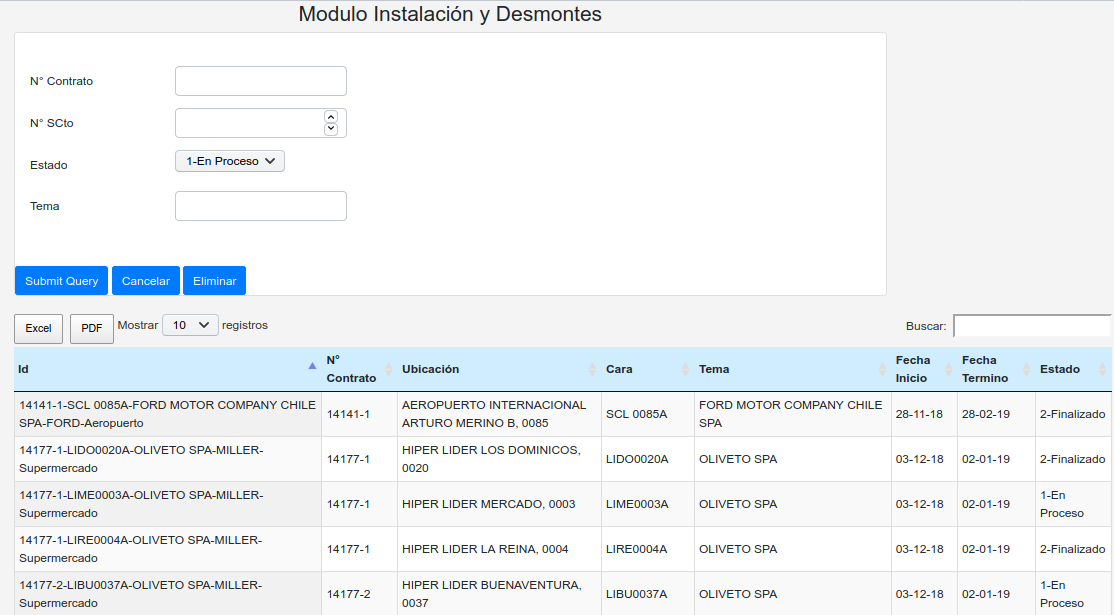 Modulo Instalación y Desmontes
N° Contrato
N° SCto
Estado 1-En Proceso
Tema
Submit Query Cancelar Eliminar
Excel PDF Mostrar 10 registros Buscar:
Id N° Contrato Ubicación Cara Tema Fecha Inicio Fecha Termino Estado
14141-1-SCL 0085A-FORD MOTOR COMPANY CHILE SPA-FORD-Aeropuerto 14141-1 AEROPUERTO INTERNACIONAL ARTURO MERINO B, 0085 SCL 0085A FORD MOTOR COMPANY CHILE SPA 28-11-18 28-02-19 2-Finalizado
14177-1-LIDO0020A-OLIVETO SPA-MILLER-Supermercado 14177-1 HIPER LIDER LOS DOMINICOS, 0020 LIDO0020A OLIVETO SPA 03-12-18 02-01-19 2-Finalizado
14177-1-LIME0003A-OLIVETO SPA-MILLER-Supermercado 14177-1 HIPER LIDER MERCADO, 0003 LIME0003A OLIVETO SPA 03-12-18 02-01-19 1-En Proceso
14177-1-LIRE0004A-OLIVETO SPA-MILLER-Supermercado 14177-1 HIPER LIDER LA REINA, 0004 LIRE0004A OLIVETO SPA 03-12-18 02-01-19 2-Finalizado
14177-2-LIBU0037A-OLIVETO SPA-MILLER-Supermercado 14177-2 HIPER LIDER BUENAVENTURA, 0037 LIBU0037A OLIVETO SPA 03-12-18 02-01-19 1-En Proceso